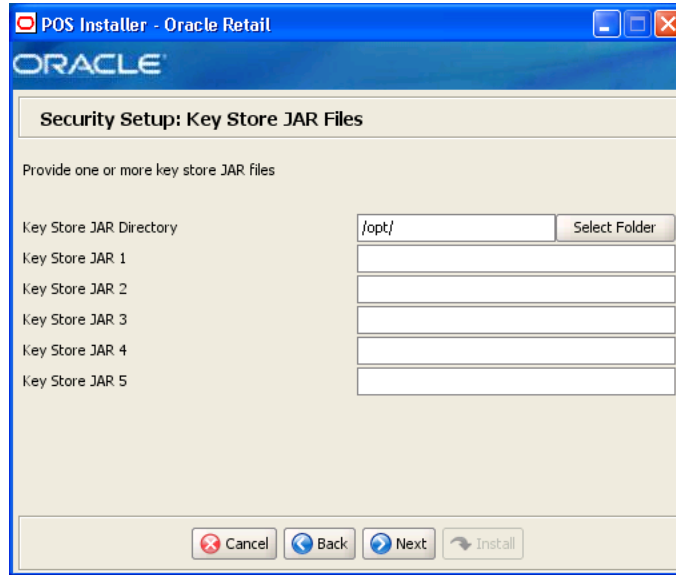 POS Installer - Oracle Retail
ORACLE
Security Setup: Key Store JAR Files
Provide one or more key store JAR files
Key Store JAR Directory /opt/ Select Folder
Key Store JAR 1
Key Store JAR 2
Key Store JAR 3
Key Store JAR 4
Key Store JAR 5
Cancel Back Next Install